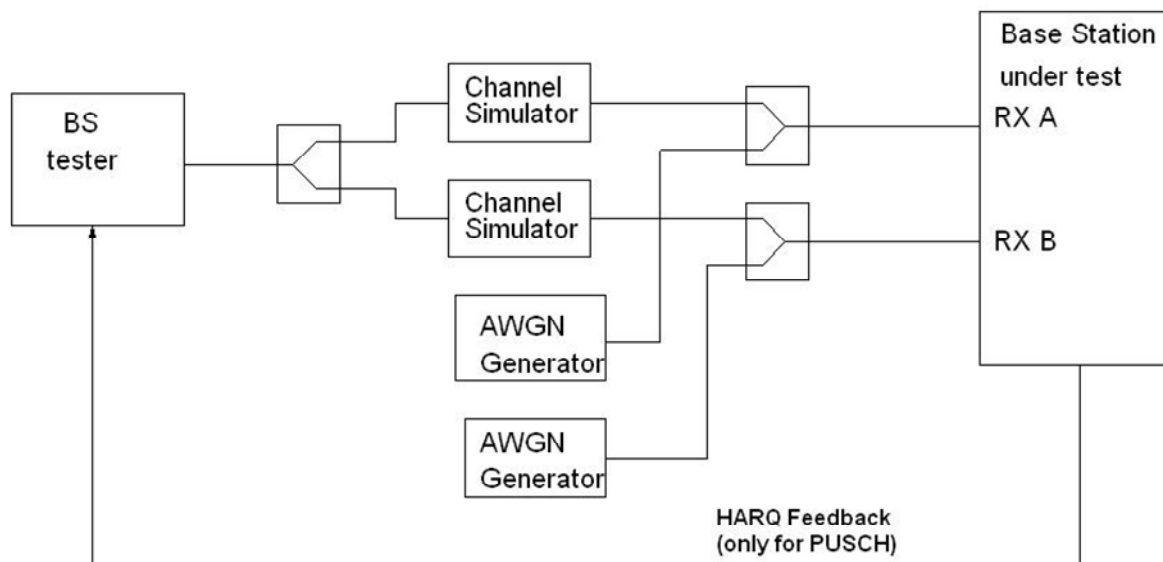 BS
tester
Channel
Simulator
Channel
Simulator
AWGN
Generator
AWGN
Generator
Base Station
under test
RX A
RX B
HARQ Feedback
(only for PUSCH)